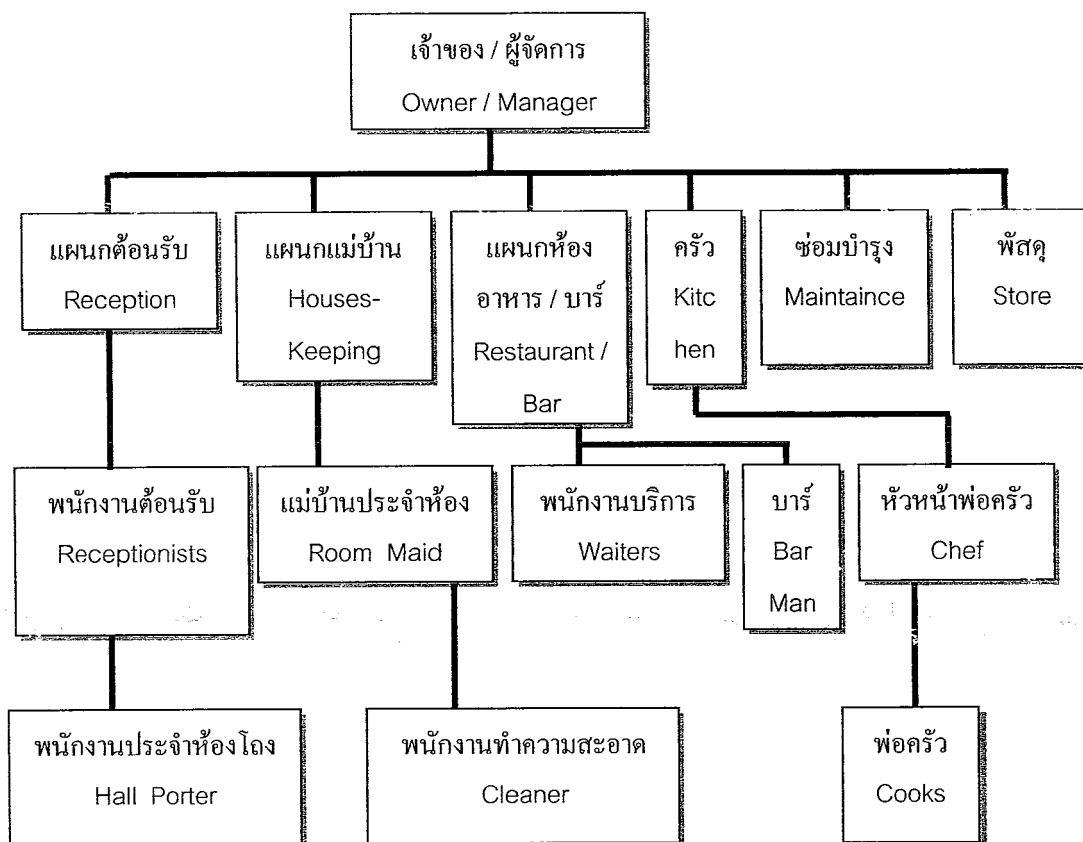 เจ้าของ / ผู้จัดการ
Owner / Manager
แผนกต้อนรับ
Reception
แผนกแม่บ้าน
Houses-
Keeping
แผนกห้อง
อาหาร / บาร์
Restaurant /
Bar
ครัว
Kitc
hen
ซ่อมบำรุง
Maintaince
พัสดุ
Store
พนักงานต้อนรับ
Receptionists
แม่บ้านประจำห้อง
Room Maid
พนักงานบริการ
Waiters
บาร์
Bar
Man
หัวหน้าพ่อครัว
Chef
พนักงานประจำห้องโถง
Hall Porter
พนักงานทำความสะอาด
Cleaner
พ่อครัว
Cooks